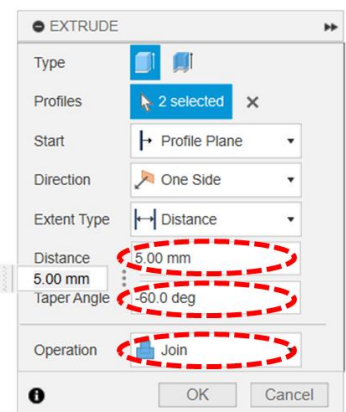 EXTRUDE
Type
Profiles 2 selected
Start Profile Plane
Direction One Side
Extent Type Distance
Distance 5.00 mm
5.00 mm
Taper Angle -60.0 deg
Operation Join
OK Cancel